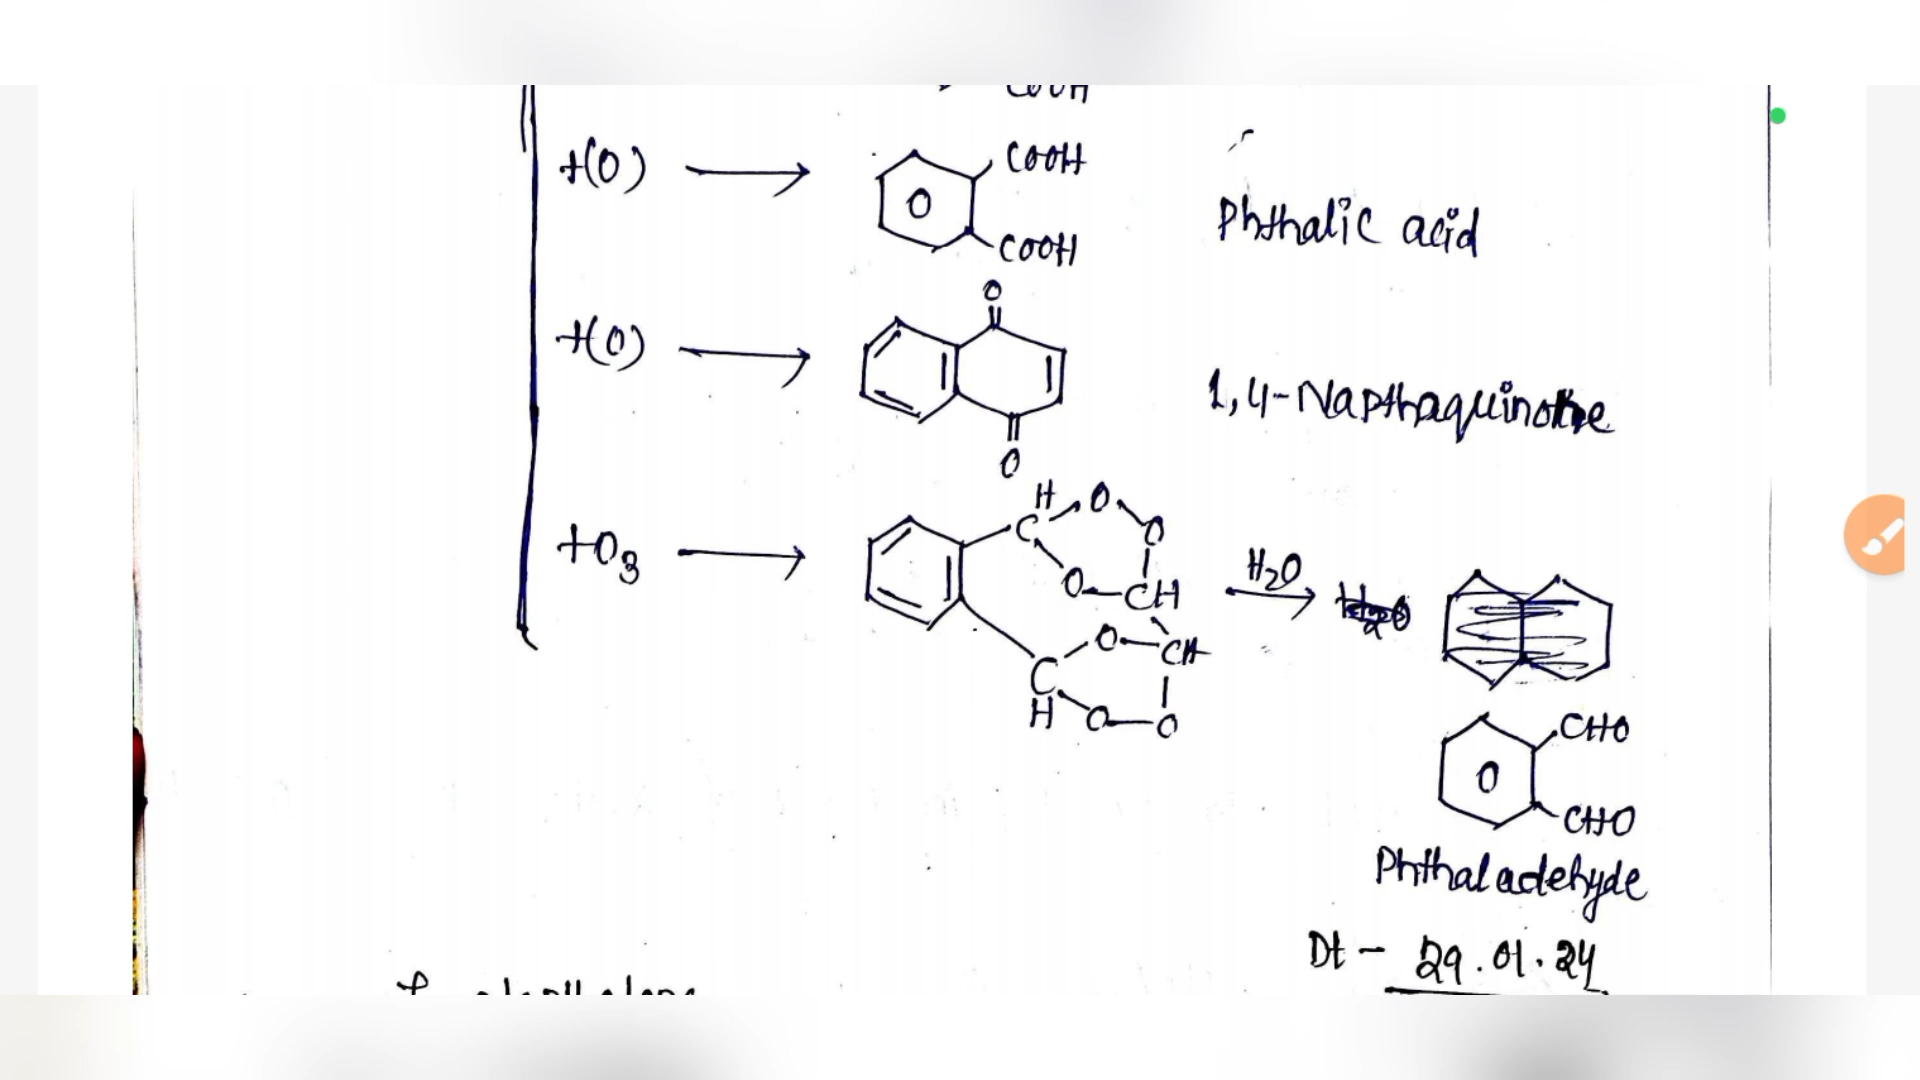 COOH
+(O) → COOH
COOH
Phthalic acid
+(O) → O
O
1,4-Napthaquinone
+O₃ → H O
C O
O CH
O CH
C
H O O
H₂O →
H₂O
O
CHO
CHO
Phthaladehyde
Dt - 29.01.24